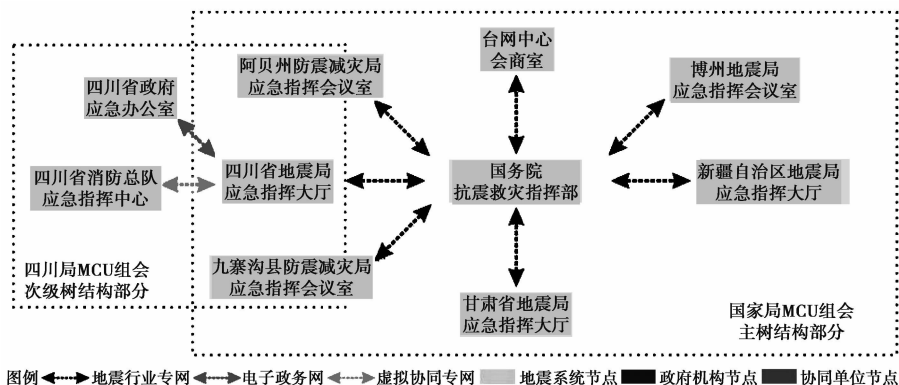 台网中心
会商室
阿贝州防震减灾局
应急指挥会议室
博州地震局
应急指挥会议室
四川省政府
应急办公室
四川省消防总队
应急指挥中心
四川省地震局
应急指挥大厅
国务院
抗震救灾指挥部
新疆自治区地震局
应急指挥大厅
九寨沟县防震减灾局
应急指挥会议室
甘肃省地震局
应急指挥大厅
四川局MCU组会
次级树结构部分
国家局MCU组会
主树结构部分
图例 地震行业专网 电子政务网 虚拟协同专网 地震系统节点 政府机构节点 协同单位节点